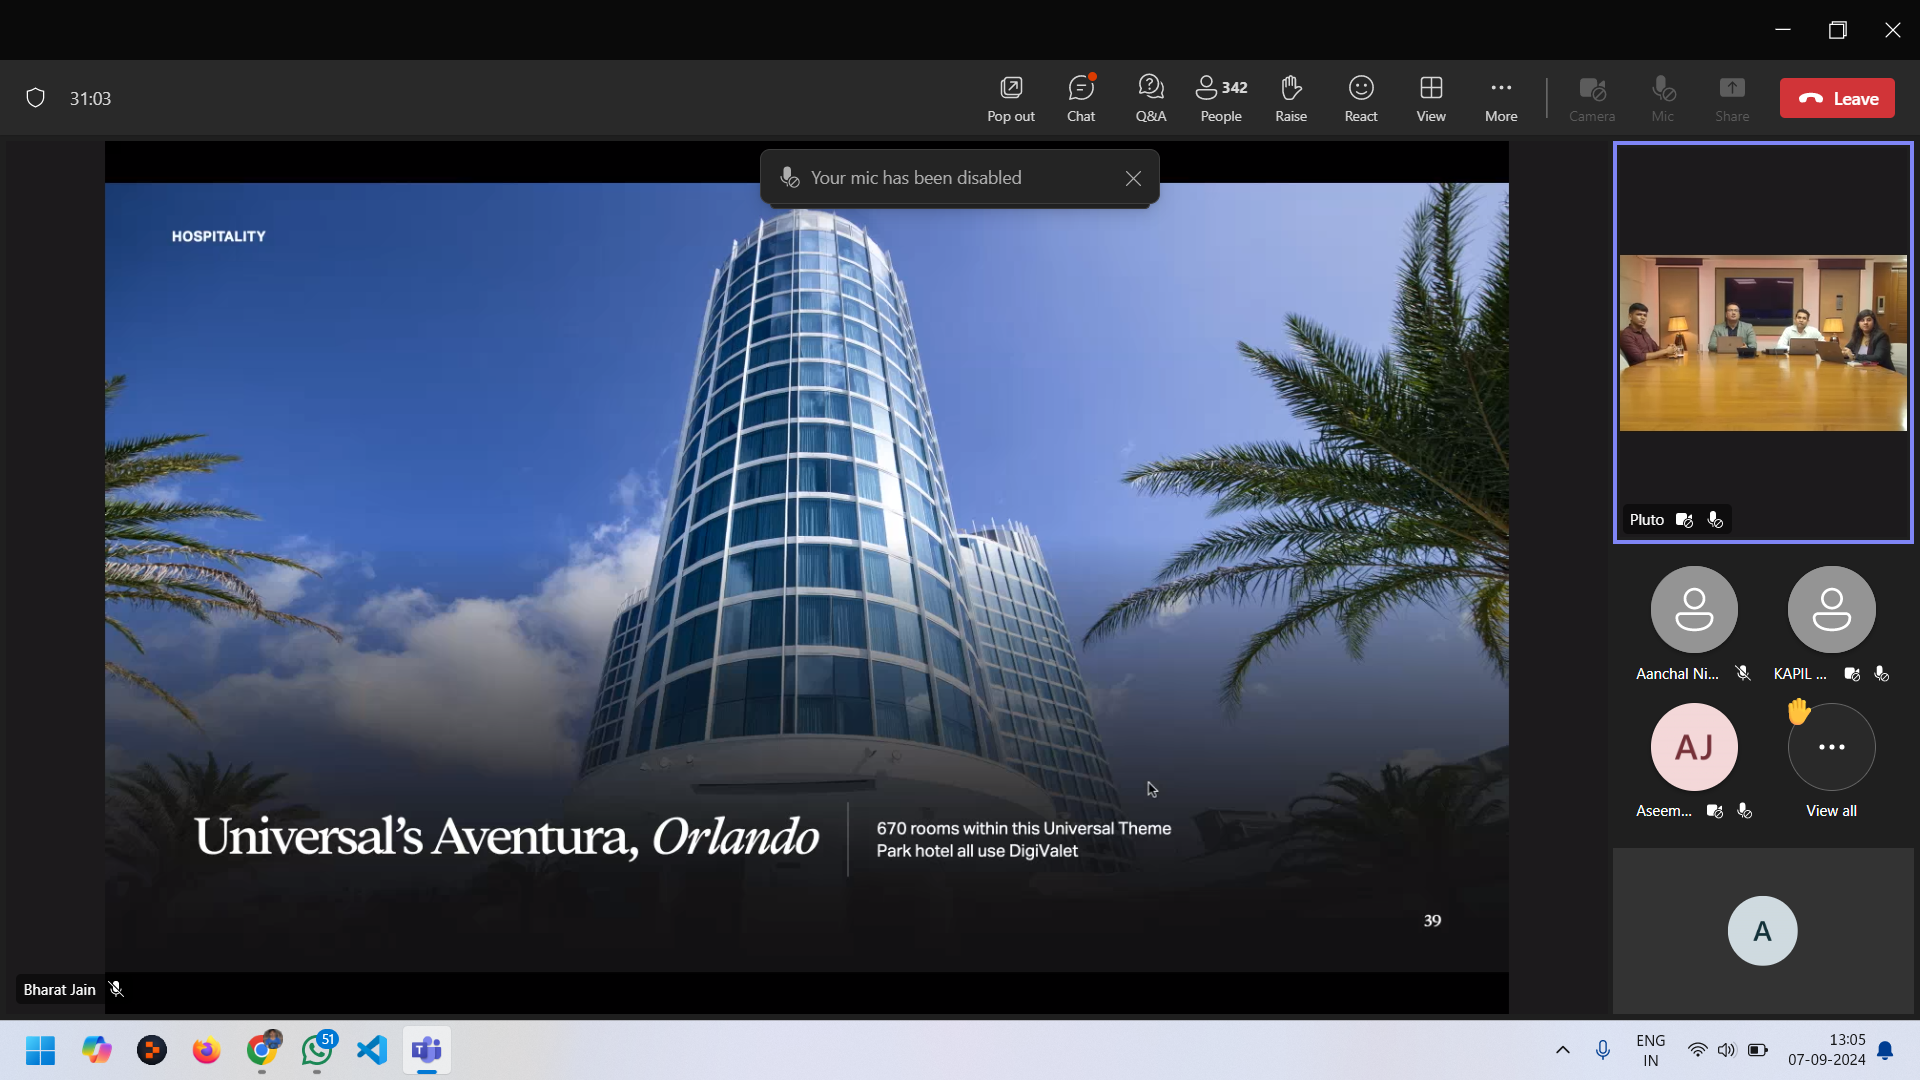 31:03
Pop out
Chat
Q&A
342
People
Raise
React
View
More
Camera
Mic
Share
Leave
Your mic has been disabled
HOSPITALITY
Universal's Aventura, Orlando
670 rooms within this Universal Theme
Park hotel all use DigiValet
39
Bharat Jain
Pluto
Aanchal Ni...
KAPIL ...
AJ
Aseem...
View all
A
51
ENG
IN
13:05
07-09-2024